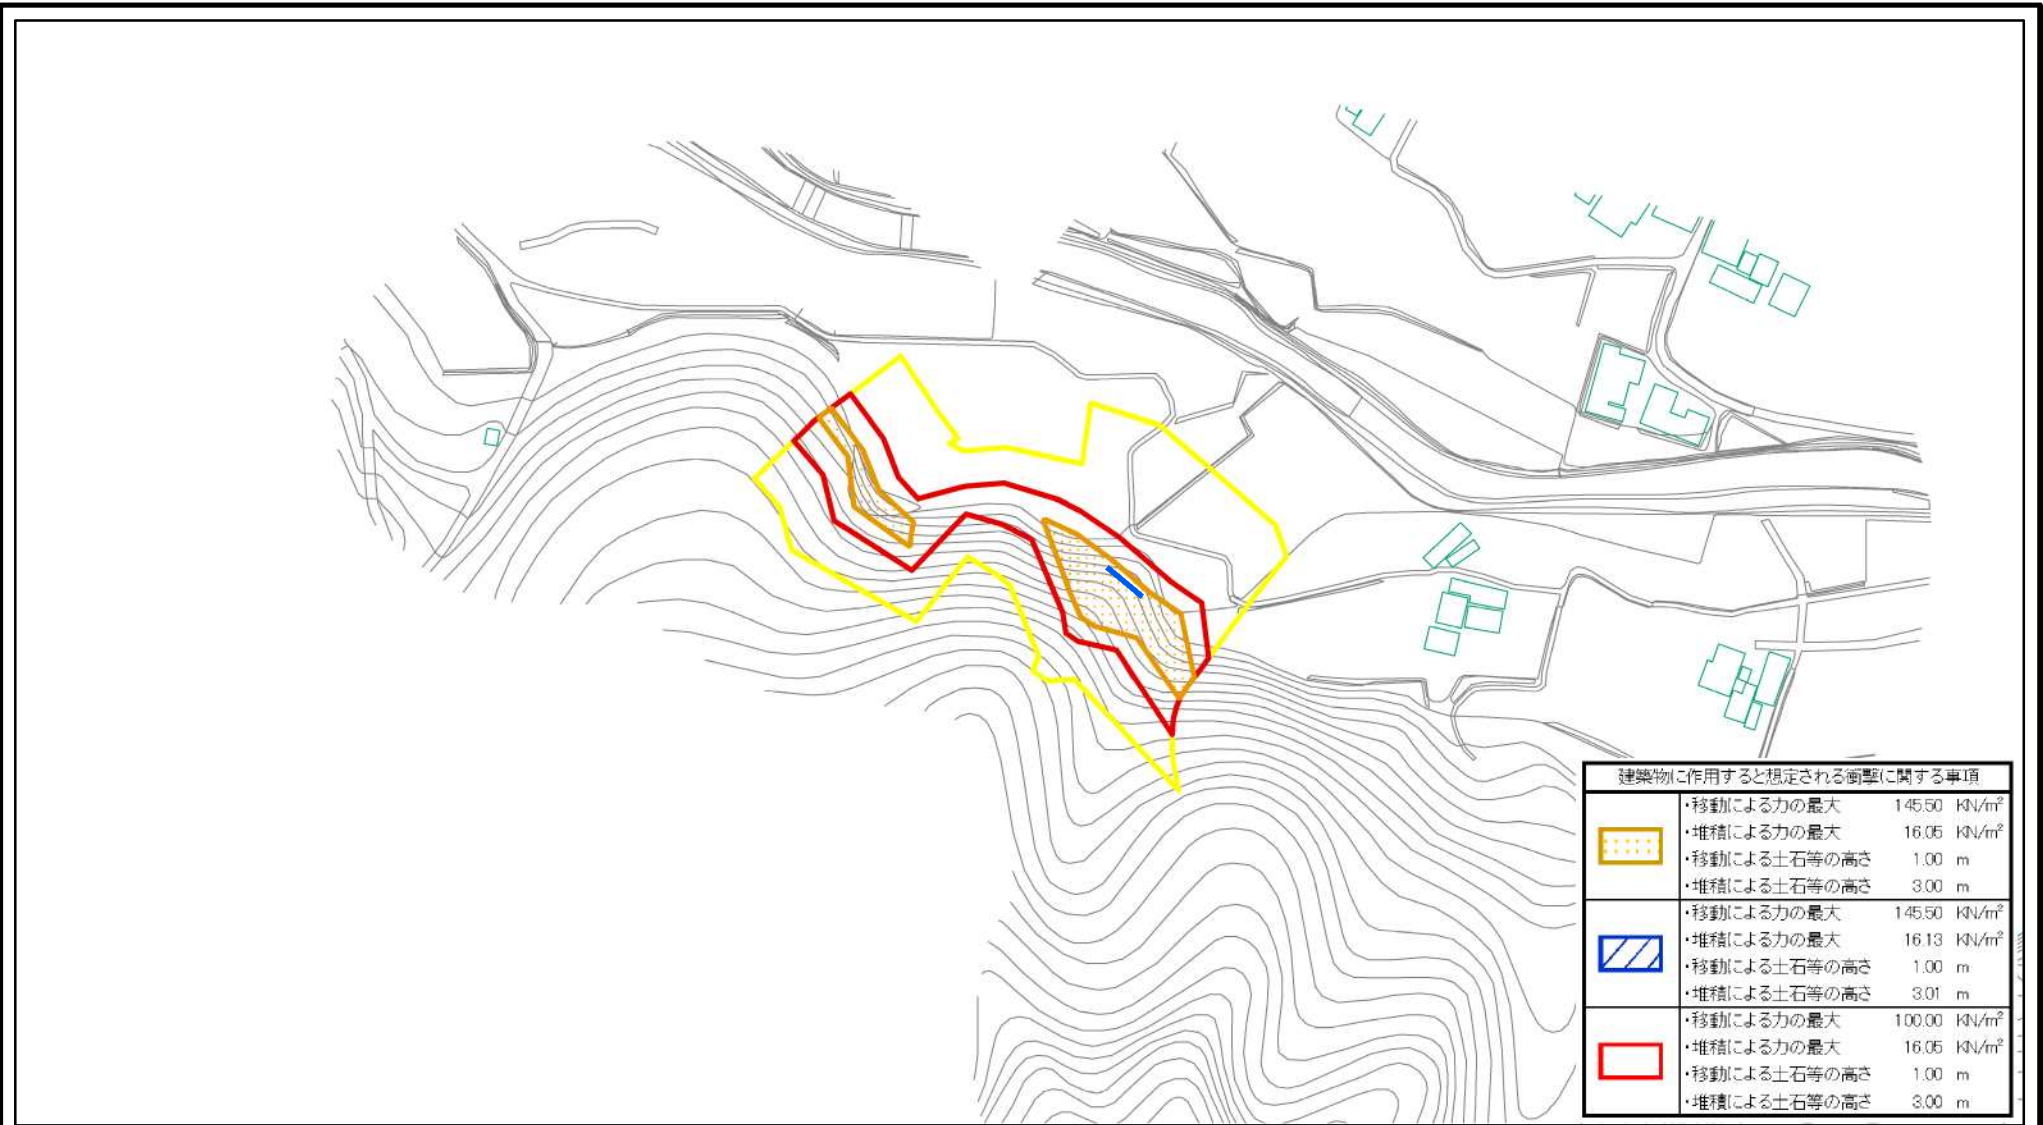 建築物に作用すると想定される衝撃に関する事項
・移動による力の最大 145.50 KN/m²
・堆積による力の最大 16.05 KN/m²
・移動による土石等の高さ 1.00 m
・堆積による土石等の高さ 3.00 m
・移動による力の最大 145.50 KN/m²
・堆積による力の最大 16.13 KN/m²
・移動による土石等の高さ 1.00 m
・堆積による土石等の高さ 3.01 m
・移動による力の最大 100.00 KN/m²
・堆積による力の最大 16.05 KN/m²
・移動による土石等の高さ 1.00 m
・堆積による土石等の高さ 3.00 m